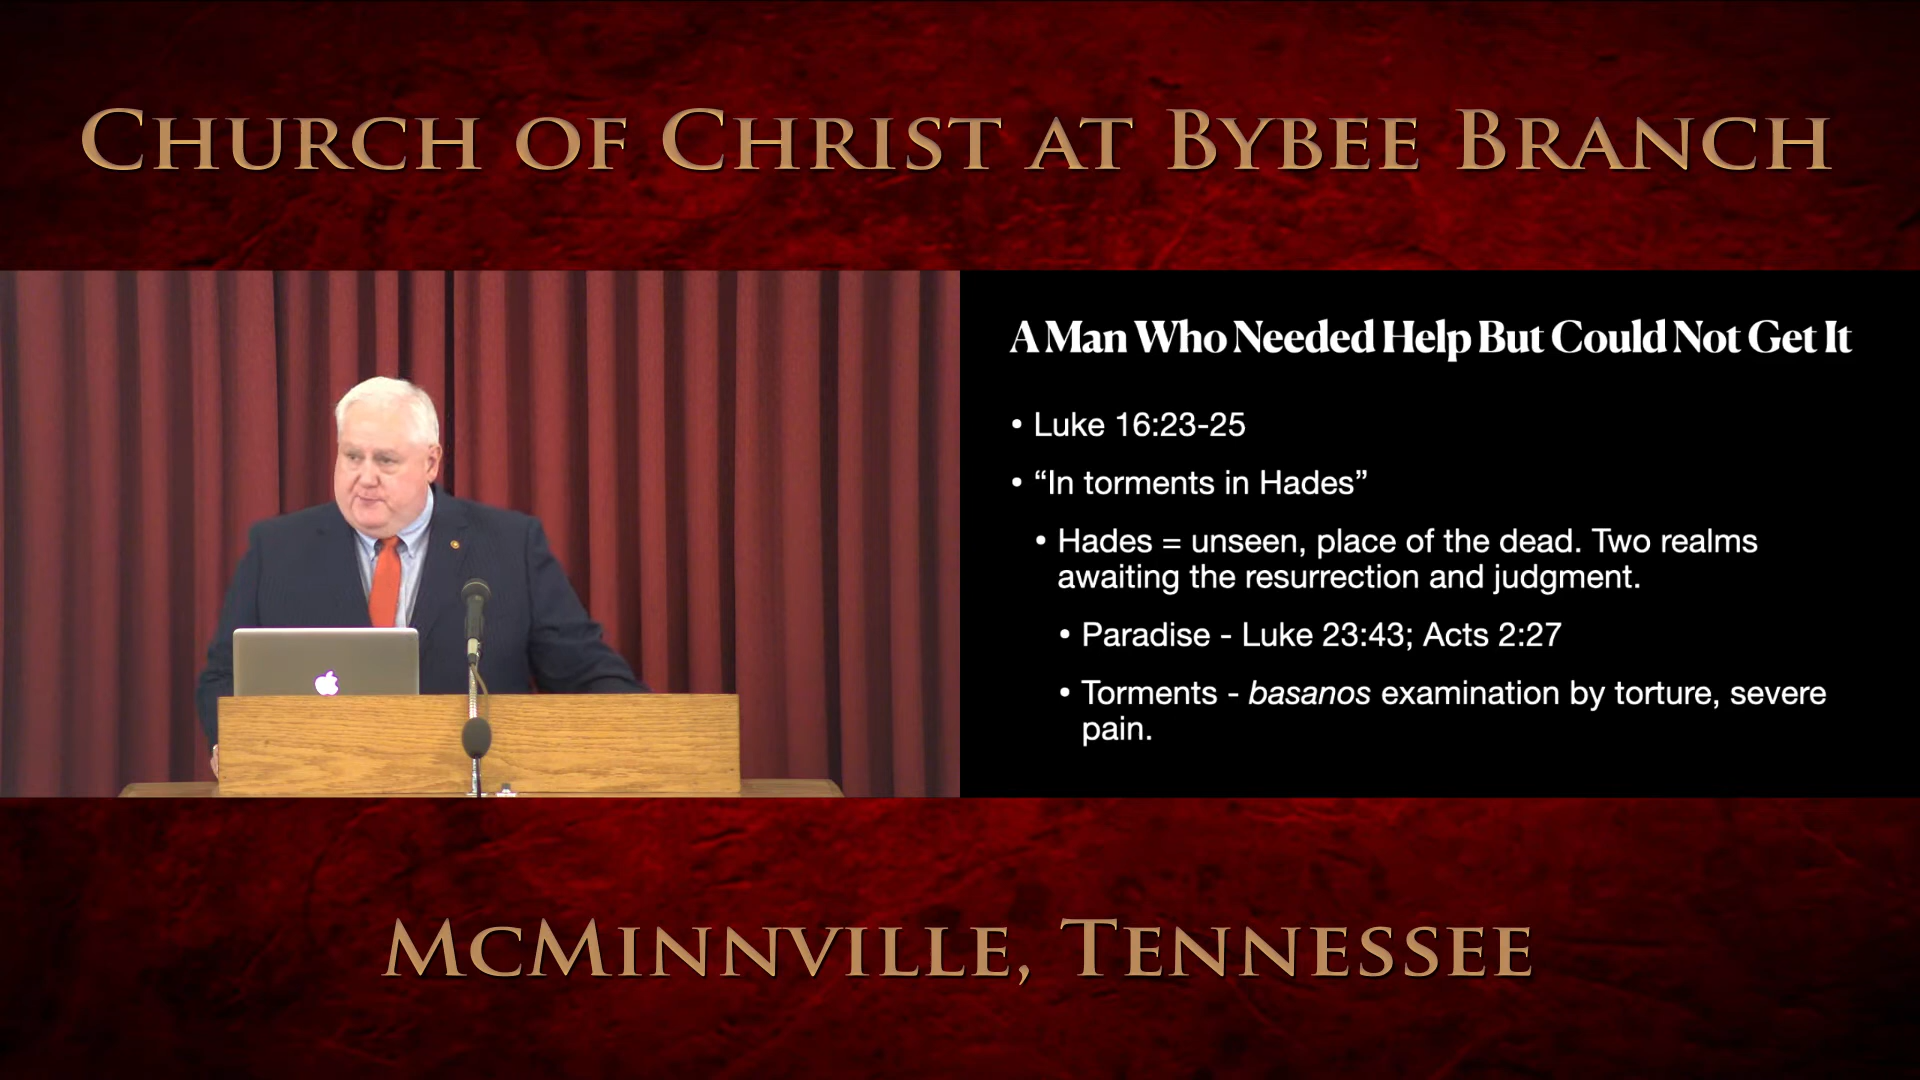 CHURCH OF CHRIST AT BYBEE BRANCH
A Man Who Needed Help But Could Not Get It
• Luke 16:23-25
• “In torments in Hades”
• Hades = unseen, place of the dead. Two realms
awaiting the resurrection and judgment.
• Paradise - Luke 23:43; Acts 2:27
• Torments - basanos examination by torture, severe
pain.
MCMINNVILLE, TENNESSEE